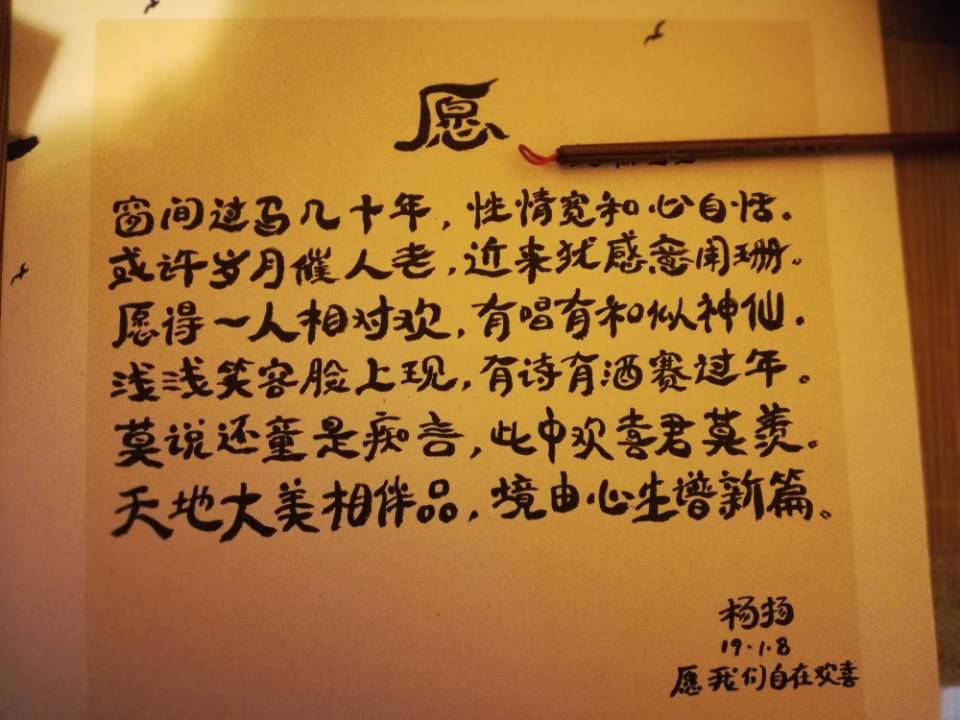 愿
窗间过马几十年，性情宽和心自恬。
或许岁月催人老，近来犹感意阑珊。
愿得一人相对欢，有唱有和似神仙。
浅浅笑容脸上现，有诗有酒赛过年。
莫说还童是痴言，此中欢喜君莫羡。
天地大美相伴品，境由心生谱新篇。
杨扬
19.1.8
愿我们自在欢喜